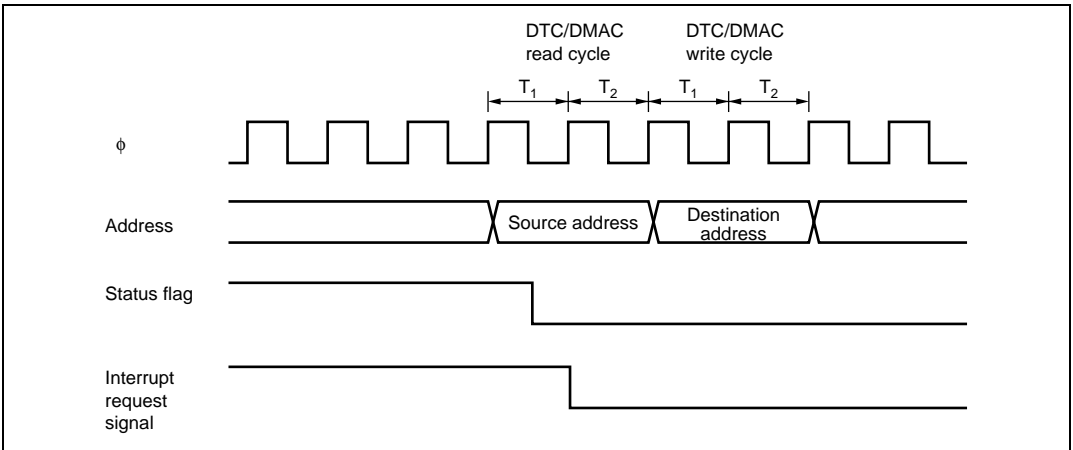 DTC/DMAC DTC/DMAC
read cycle write cycle
T₁ T₂ T₁ T₂
ϕ
Address
Source address
Destination
address
Status flag
Interrupt
request
signal